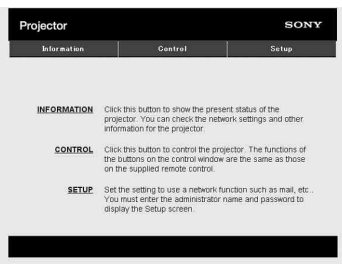 Projector SONY
Information Control Setup
INFORMATION Click this button to show the present status of the
projector. You can check the network settings and other
information for the projector.
CONTROL Click this button to control the projector. The functions of
the buttons on the control window are the same as those
on the supplied remote control.
SETUP Set the setting to use a network function such as mail, etc..
You must enter the administrator name and password to
display the Setup screen.